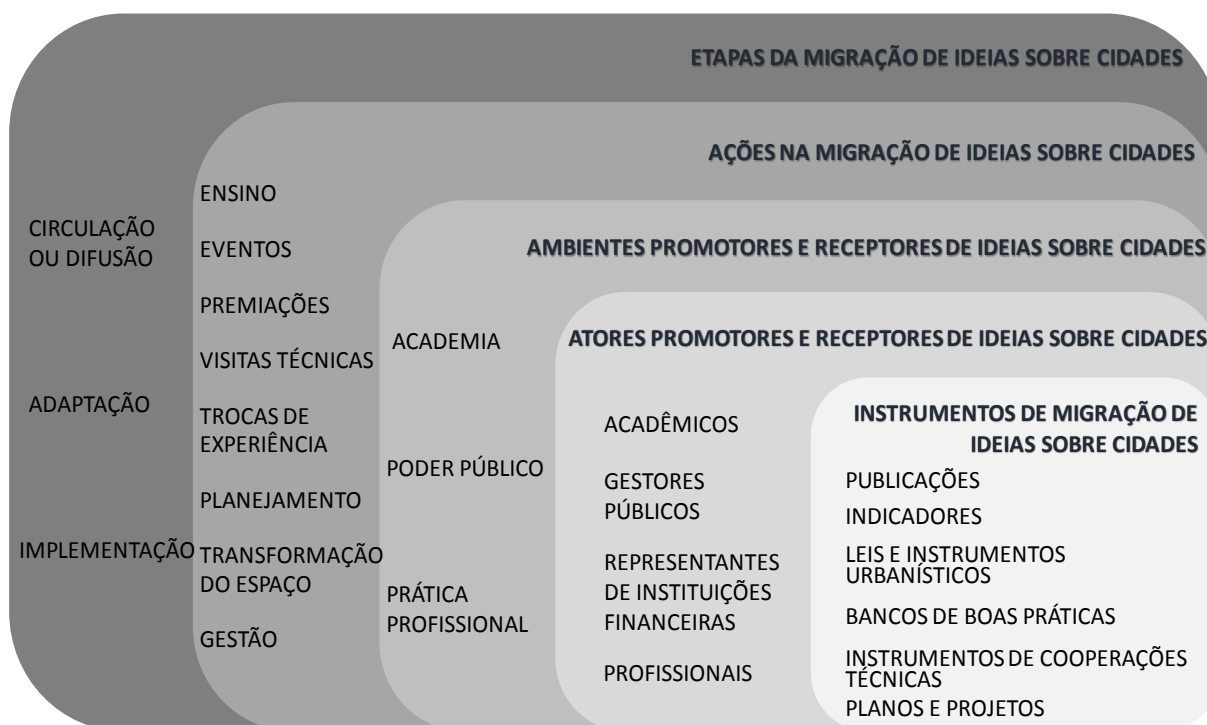 ETAPAS DA MIGRAÇÃO DE IDEIAS SOBRE CIDADES
CIRCULAÇÃO
OU DIFUSÃO
ADAPTAÇÃO
IMPLEMENTAÇÃO
AÇÕES NA MIGRAÇÃO DE IDEIAS SOBRE CIDADES
ENSINO
EVENTOS
PREMIAÇÕES
VISITAS TÉCNICAS
TROCAS DE
EXPERIÊNCIA
PLANEJAMENTO
TRANSFORMAÇÃO
DO ESPAÇO
GESTÃO
AMBIENTES PROMOTORES E RECEPTORES DE IDEIAS SOBRE CIDADES
ACADEMIA
PODER PÚBLICO
PRÁTICA
PROFISSIONAL
ATORES PROMOTORES E RECEPTORES DE IDEIAS SOBRE CIDADES
ACADÊMICOS
GESTORES
PÚBLICOS
REPRESENTANTES
DE INSTITUIÇÕES
FINANCEIRAS
PROFISSIONAIS
INSTRUMENTOS DE MIGRAÇÃO DE
IDEIAS SOBRE CIDADES
PUBLICAÇÕES
INDICADORES
LEIS E INSTRUMENTOS
URBANÍSTICOS
BANCOS DE BOAS PRÁTICAS
INSTRUMENTOS DE COOPERAÇÕES
TÉCNICAS
PLANOS E PROJETOS